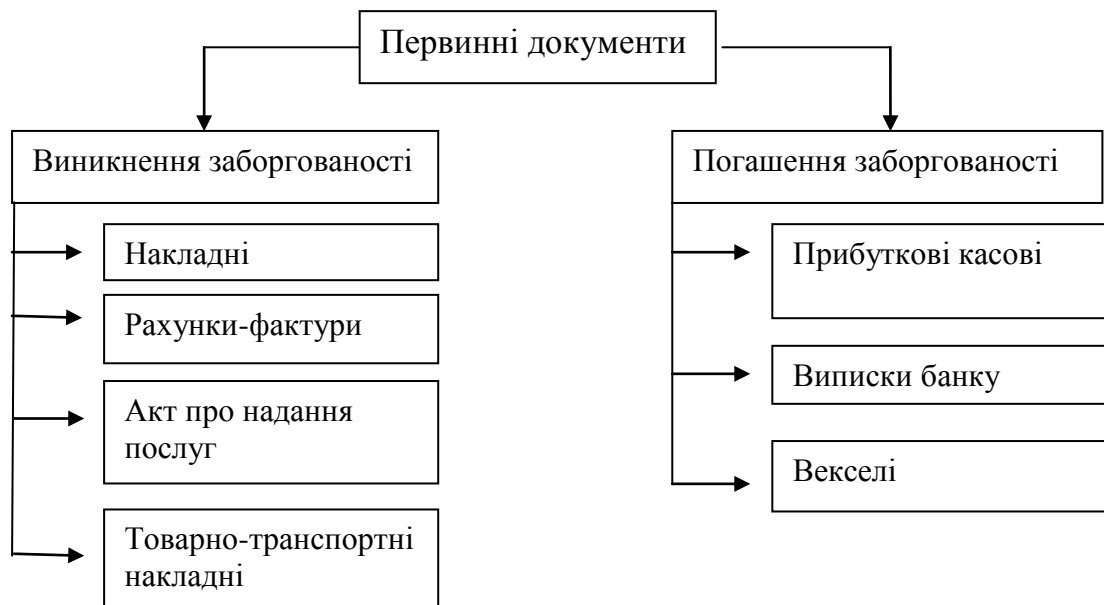 Первинні документи
Виникнення заборгованості
Накладні
Рахунки-фактури
Акт про надання
послуг
Товарно-транспортні
накладні
Погашення заборгованості
Прибуткові касові
Виписки банку
Векселі